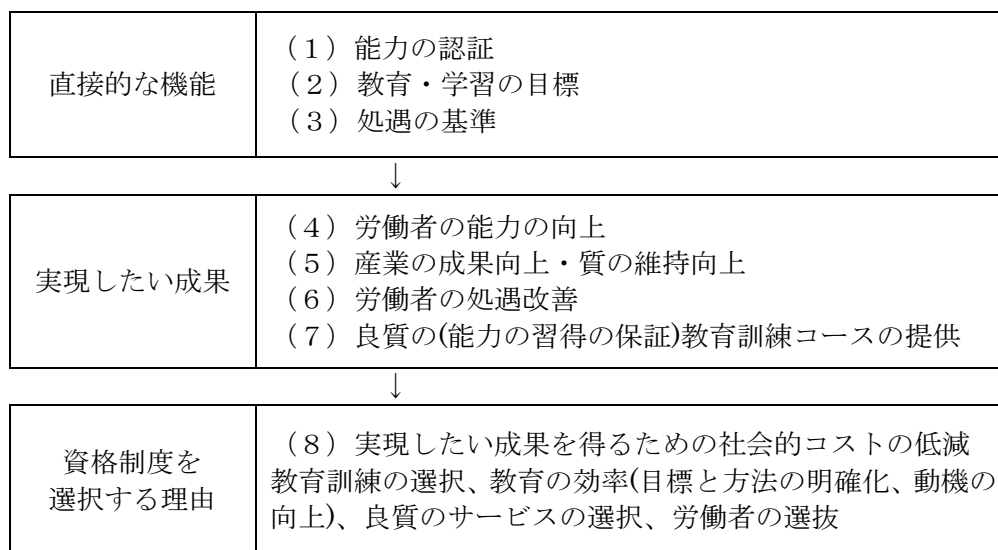 直接的な機能
（１）能力の認証
（２）教育・学習の目標
（３）処遇の基準
↓
実現したい成果
（４）労働者の能力の向上
（５）産業の成果向上・質の維持向上
（６）労働者の処遇改善
（７）良質の(能力の習得の保証)教育訓練コースの提供
↓
資格制度を
選択する理由
（８）実現したい成果を得るための社会的コストの低減
教育訓練の選択、教育の効率(目標と方法の明確化、動機の
向上)、良質のサービスの選択、労働者の選抜